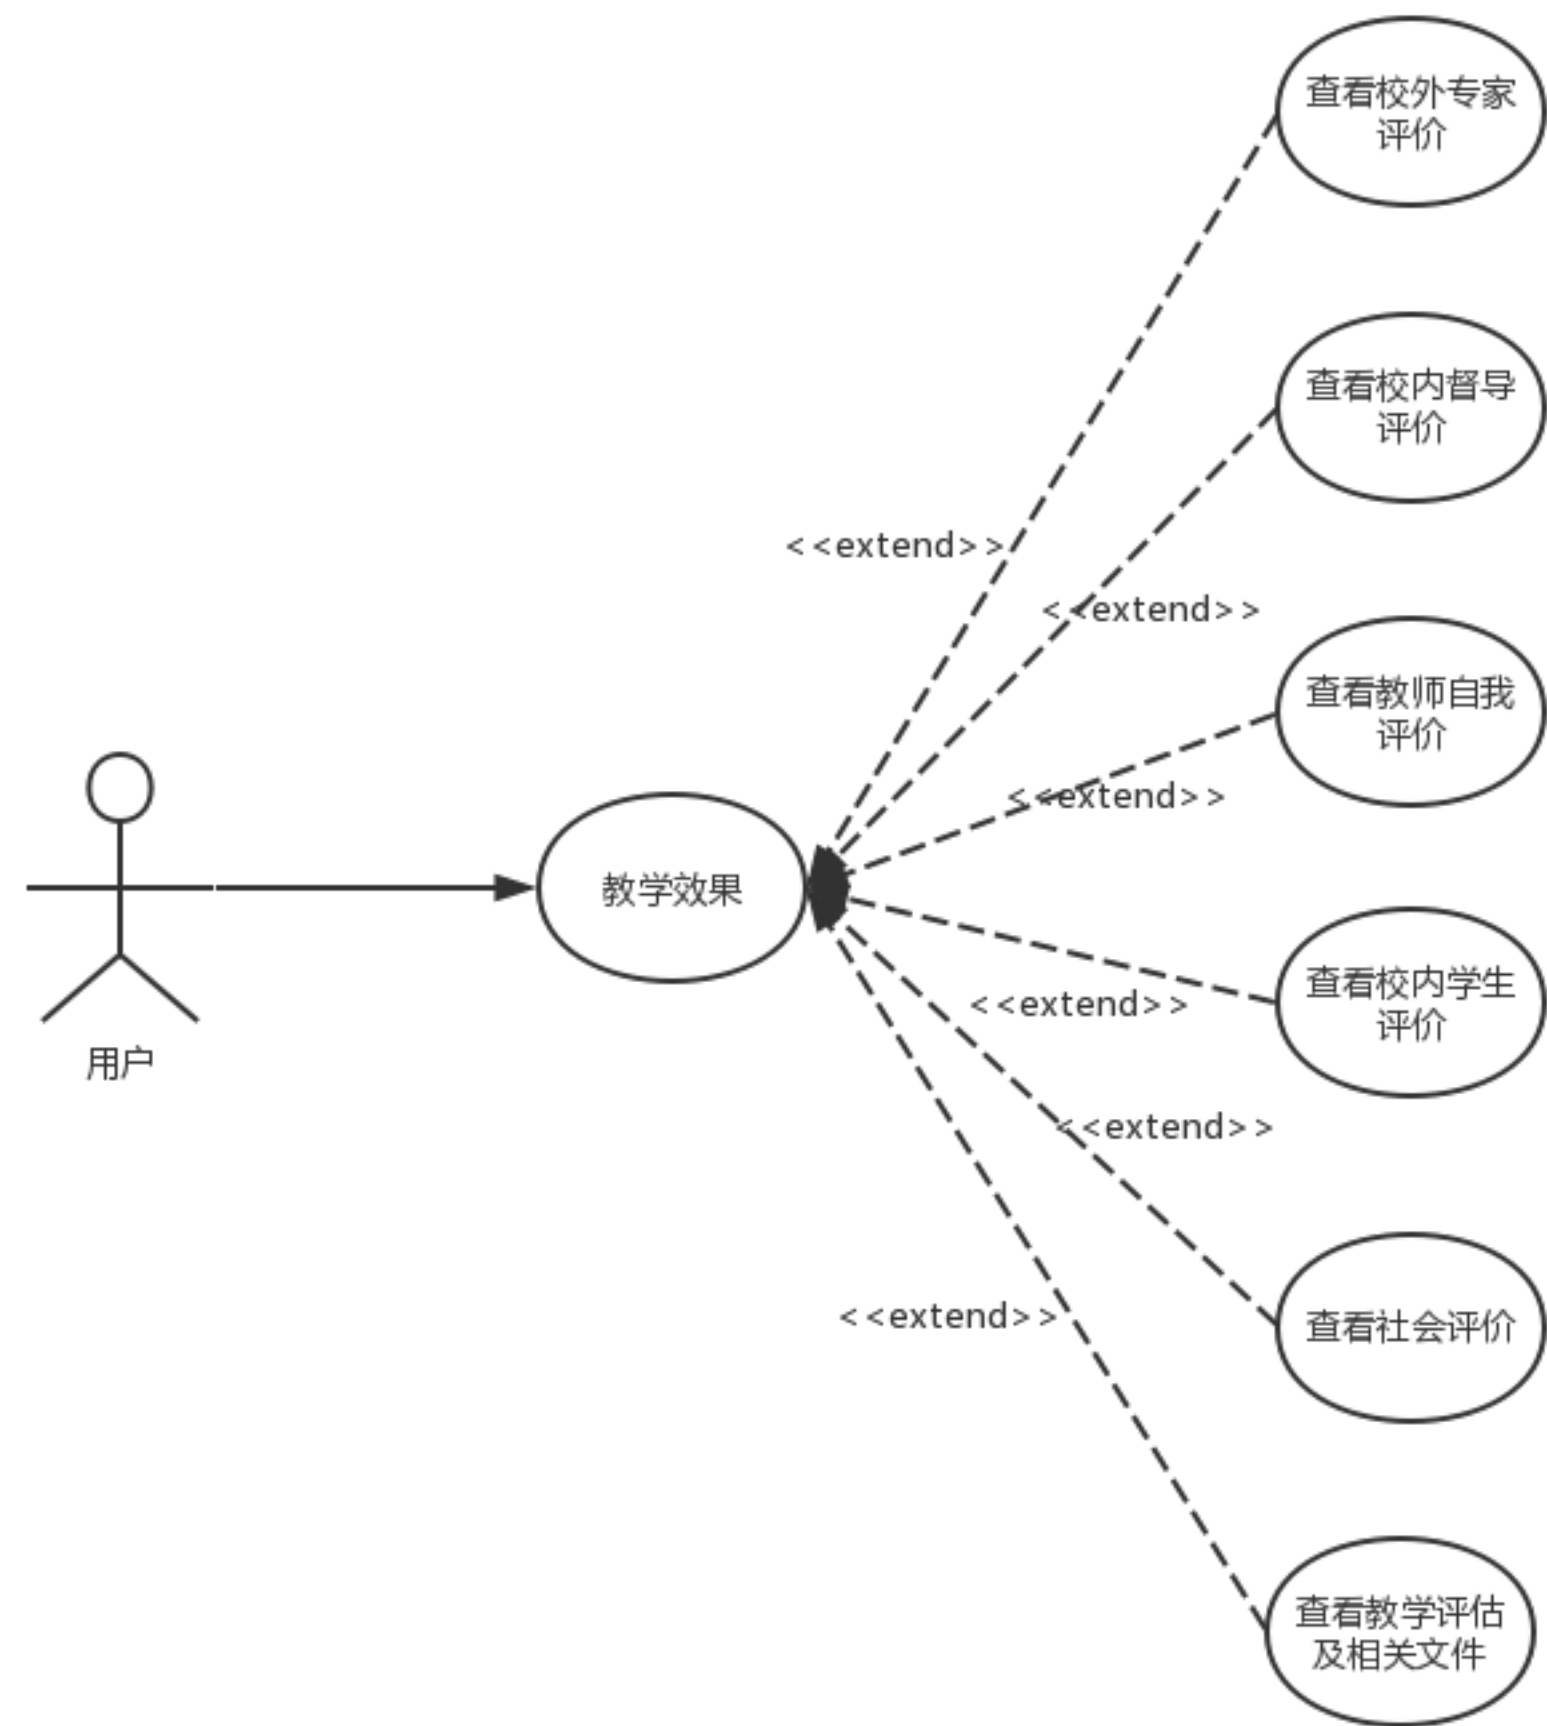 查看校外专家
评价
查看校内督导
评价
<<extend>>
<<extend>>
查看教师自我
评价
<<extend>>
教学效果
查看校内学生
评价
<<extend>>
用户
<<extend>>
查看社会评价
<<extend>>
查看教学评估
及相关文件